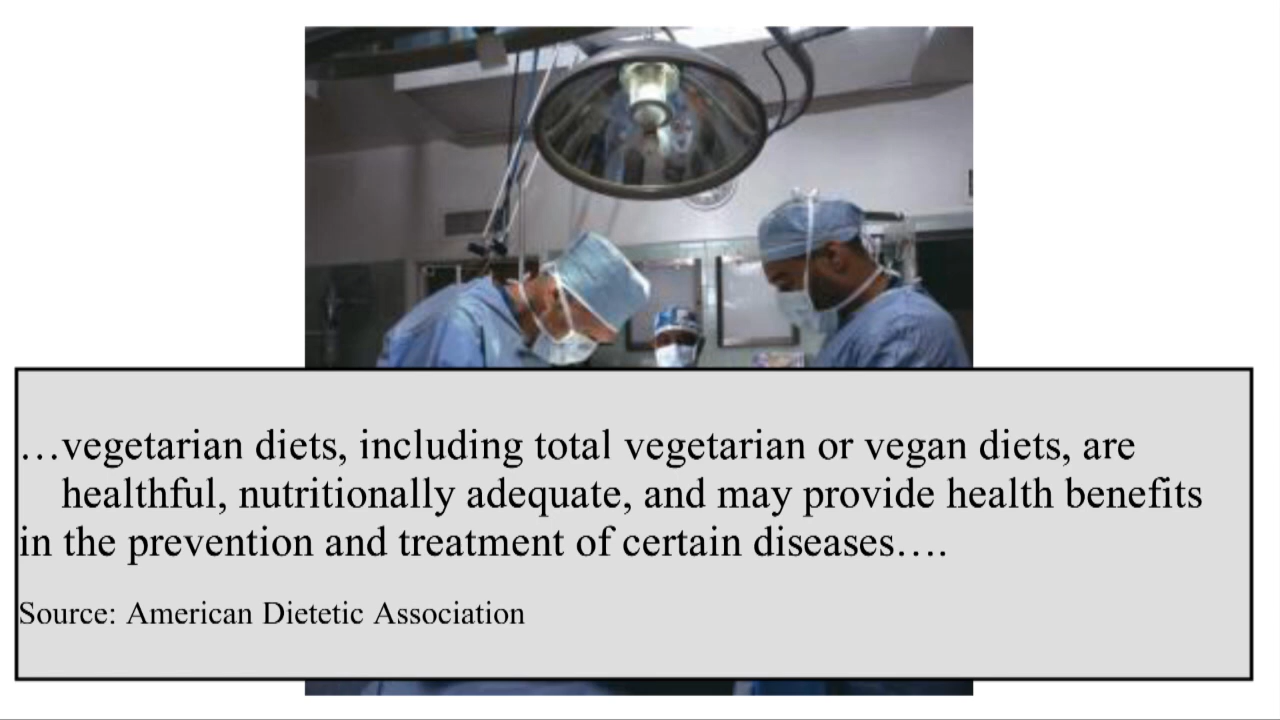 …vegetarian diets, including total vegetarian or vegan diets, are
healthful, nutritionally adequate, and may provide health benefits
in the prevention and treatment of certain diseases….
Source: American Dietetic Association